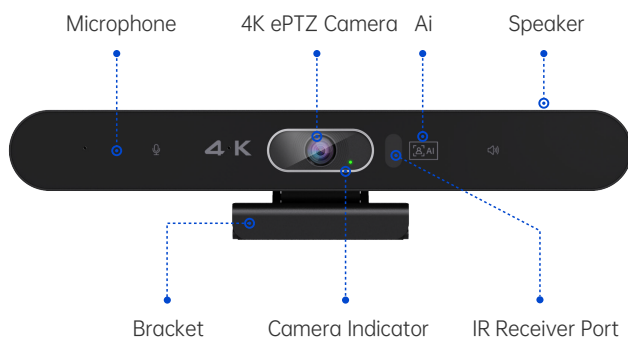 Microphone
4K ePTZ Camera
Ai
Speaker
4K
AI
Bracket
Camera Indicator
IR Receiver Port